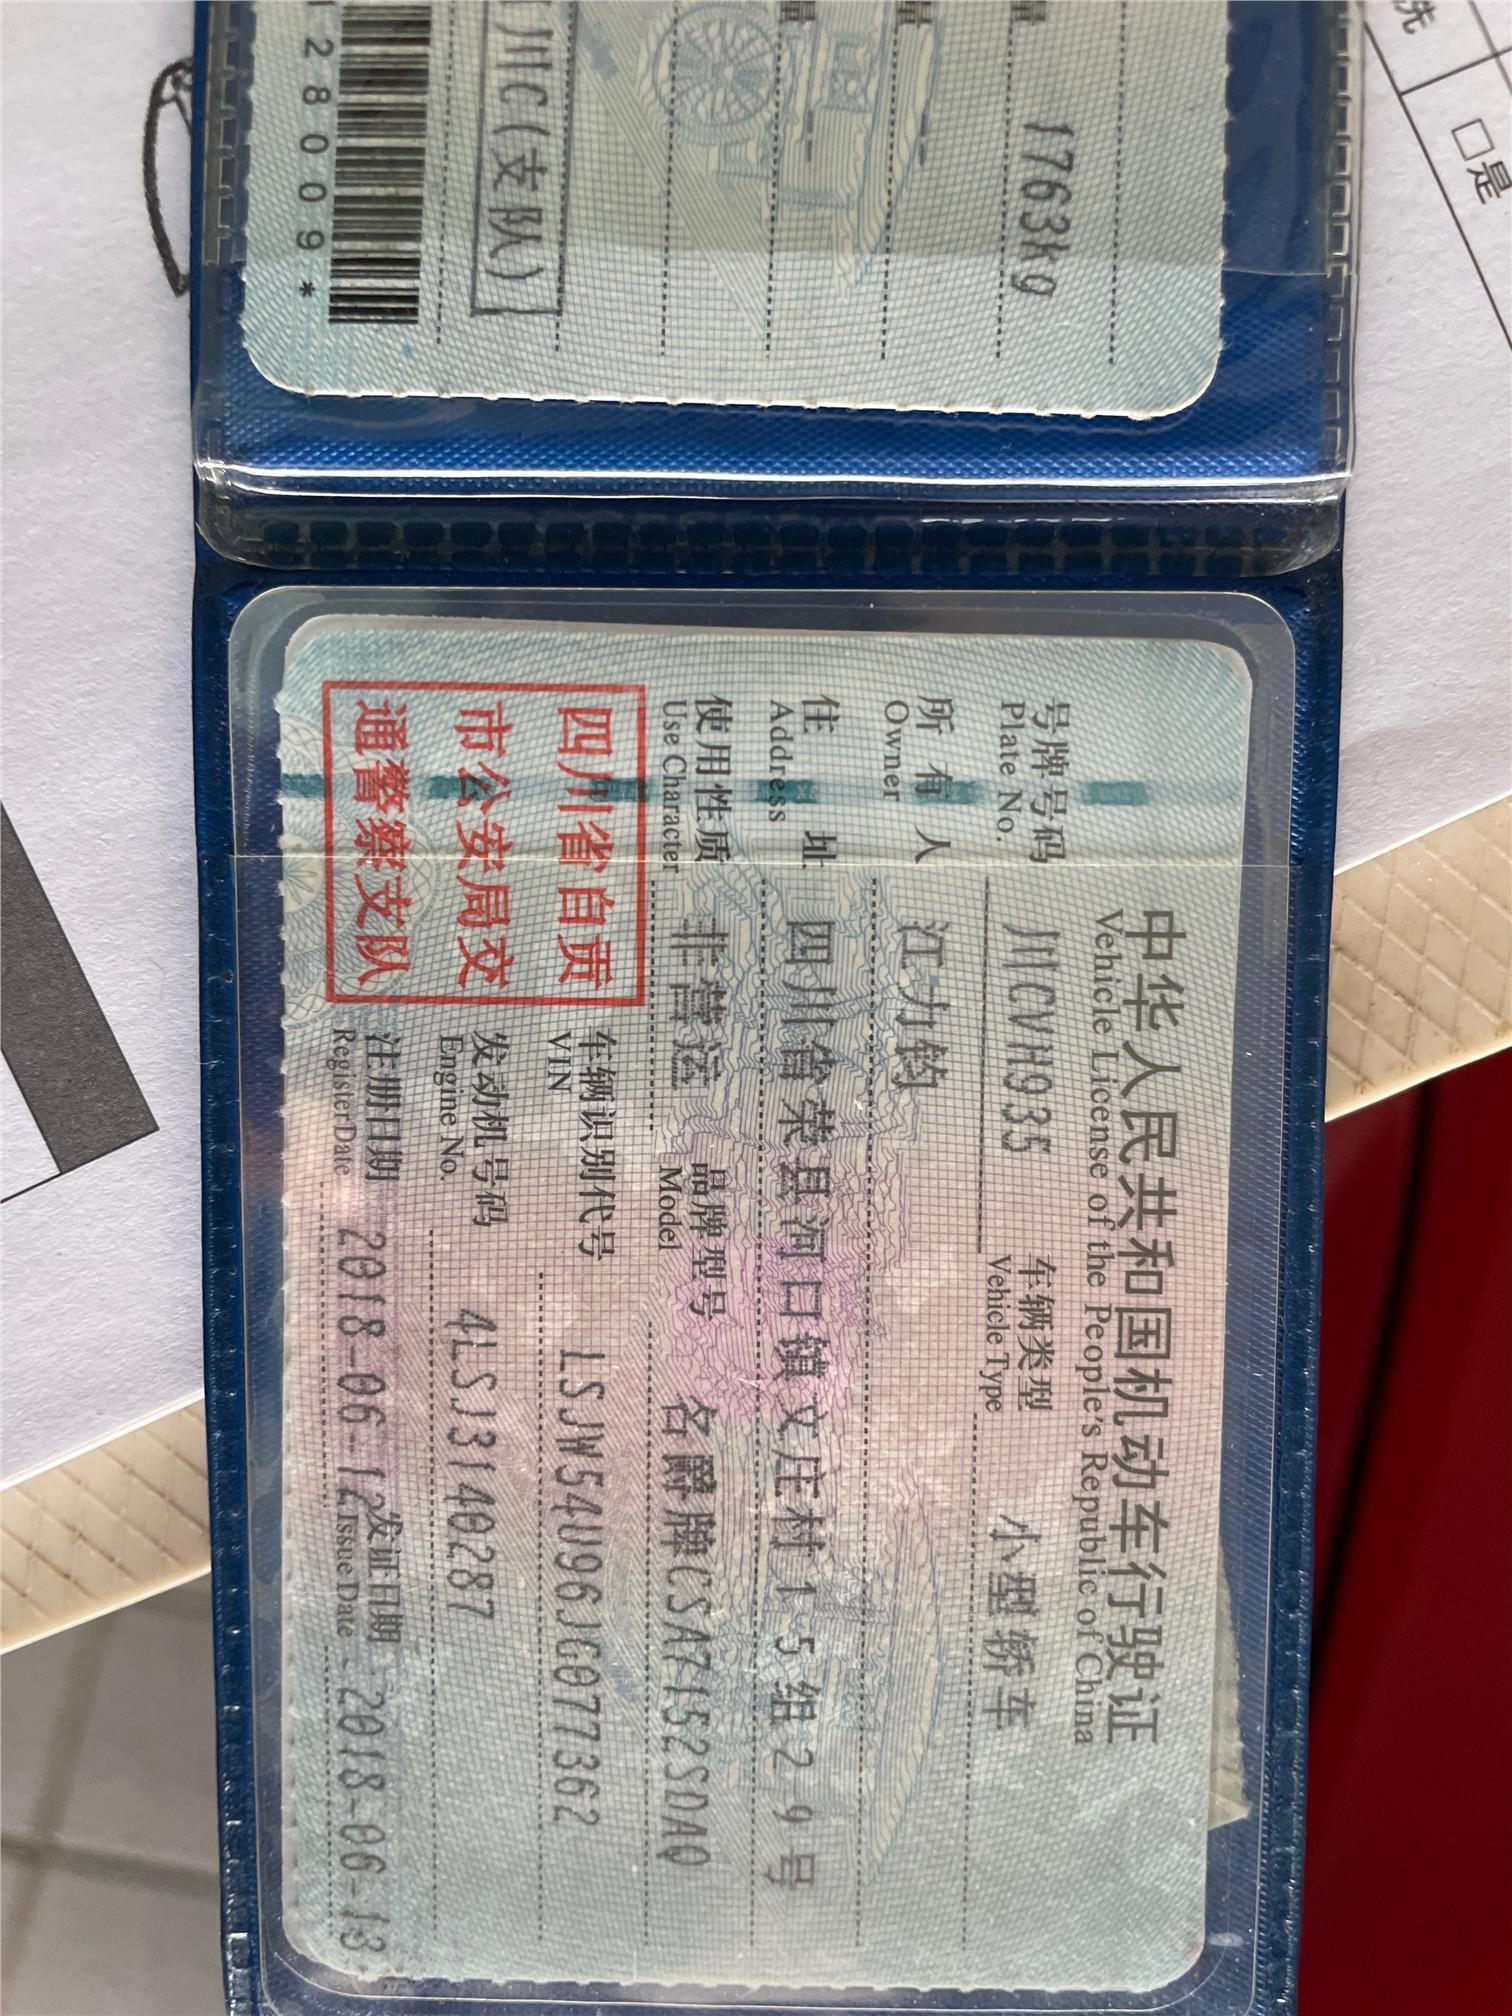 中华人民共和国机动车行驶证
Vehicle License of the People's Republic of China
号牌号码 川CVH935 车辆类型 小型轿车
Plate No. Vehicle Type
所有人 江力钧
Owner
住址 四川省荣县河口镇文庄村15组29号
Address
使用性质 非营运 品牌型号 名爵牌CSA7152SDAQ
Use Character Model
四川省自贡
市公安局交
通警察支队
车辆识别代号 LSJW54U96JG077362
VIN
发动机号码 4LSJ3140287
Engine No.
注册日期 2018-06-12 发证日期 2018-06-13
Register Date Issue Date
量
量
量
1763kg
川C(支队)
28009*
洗
□是